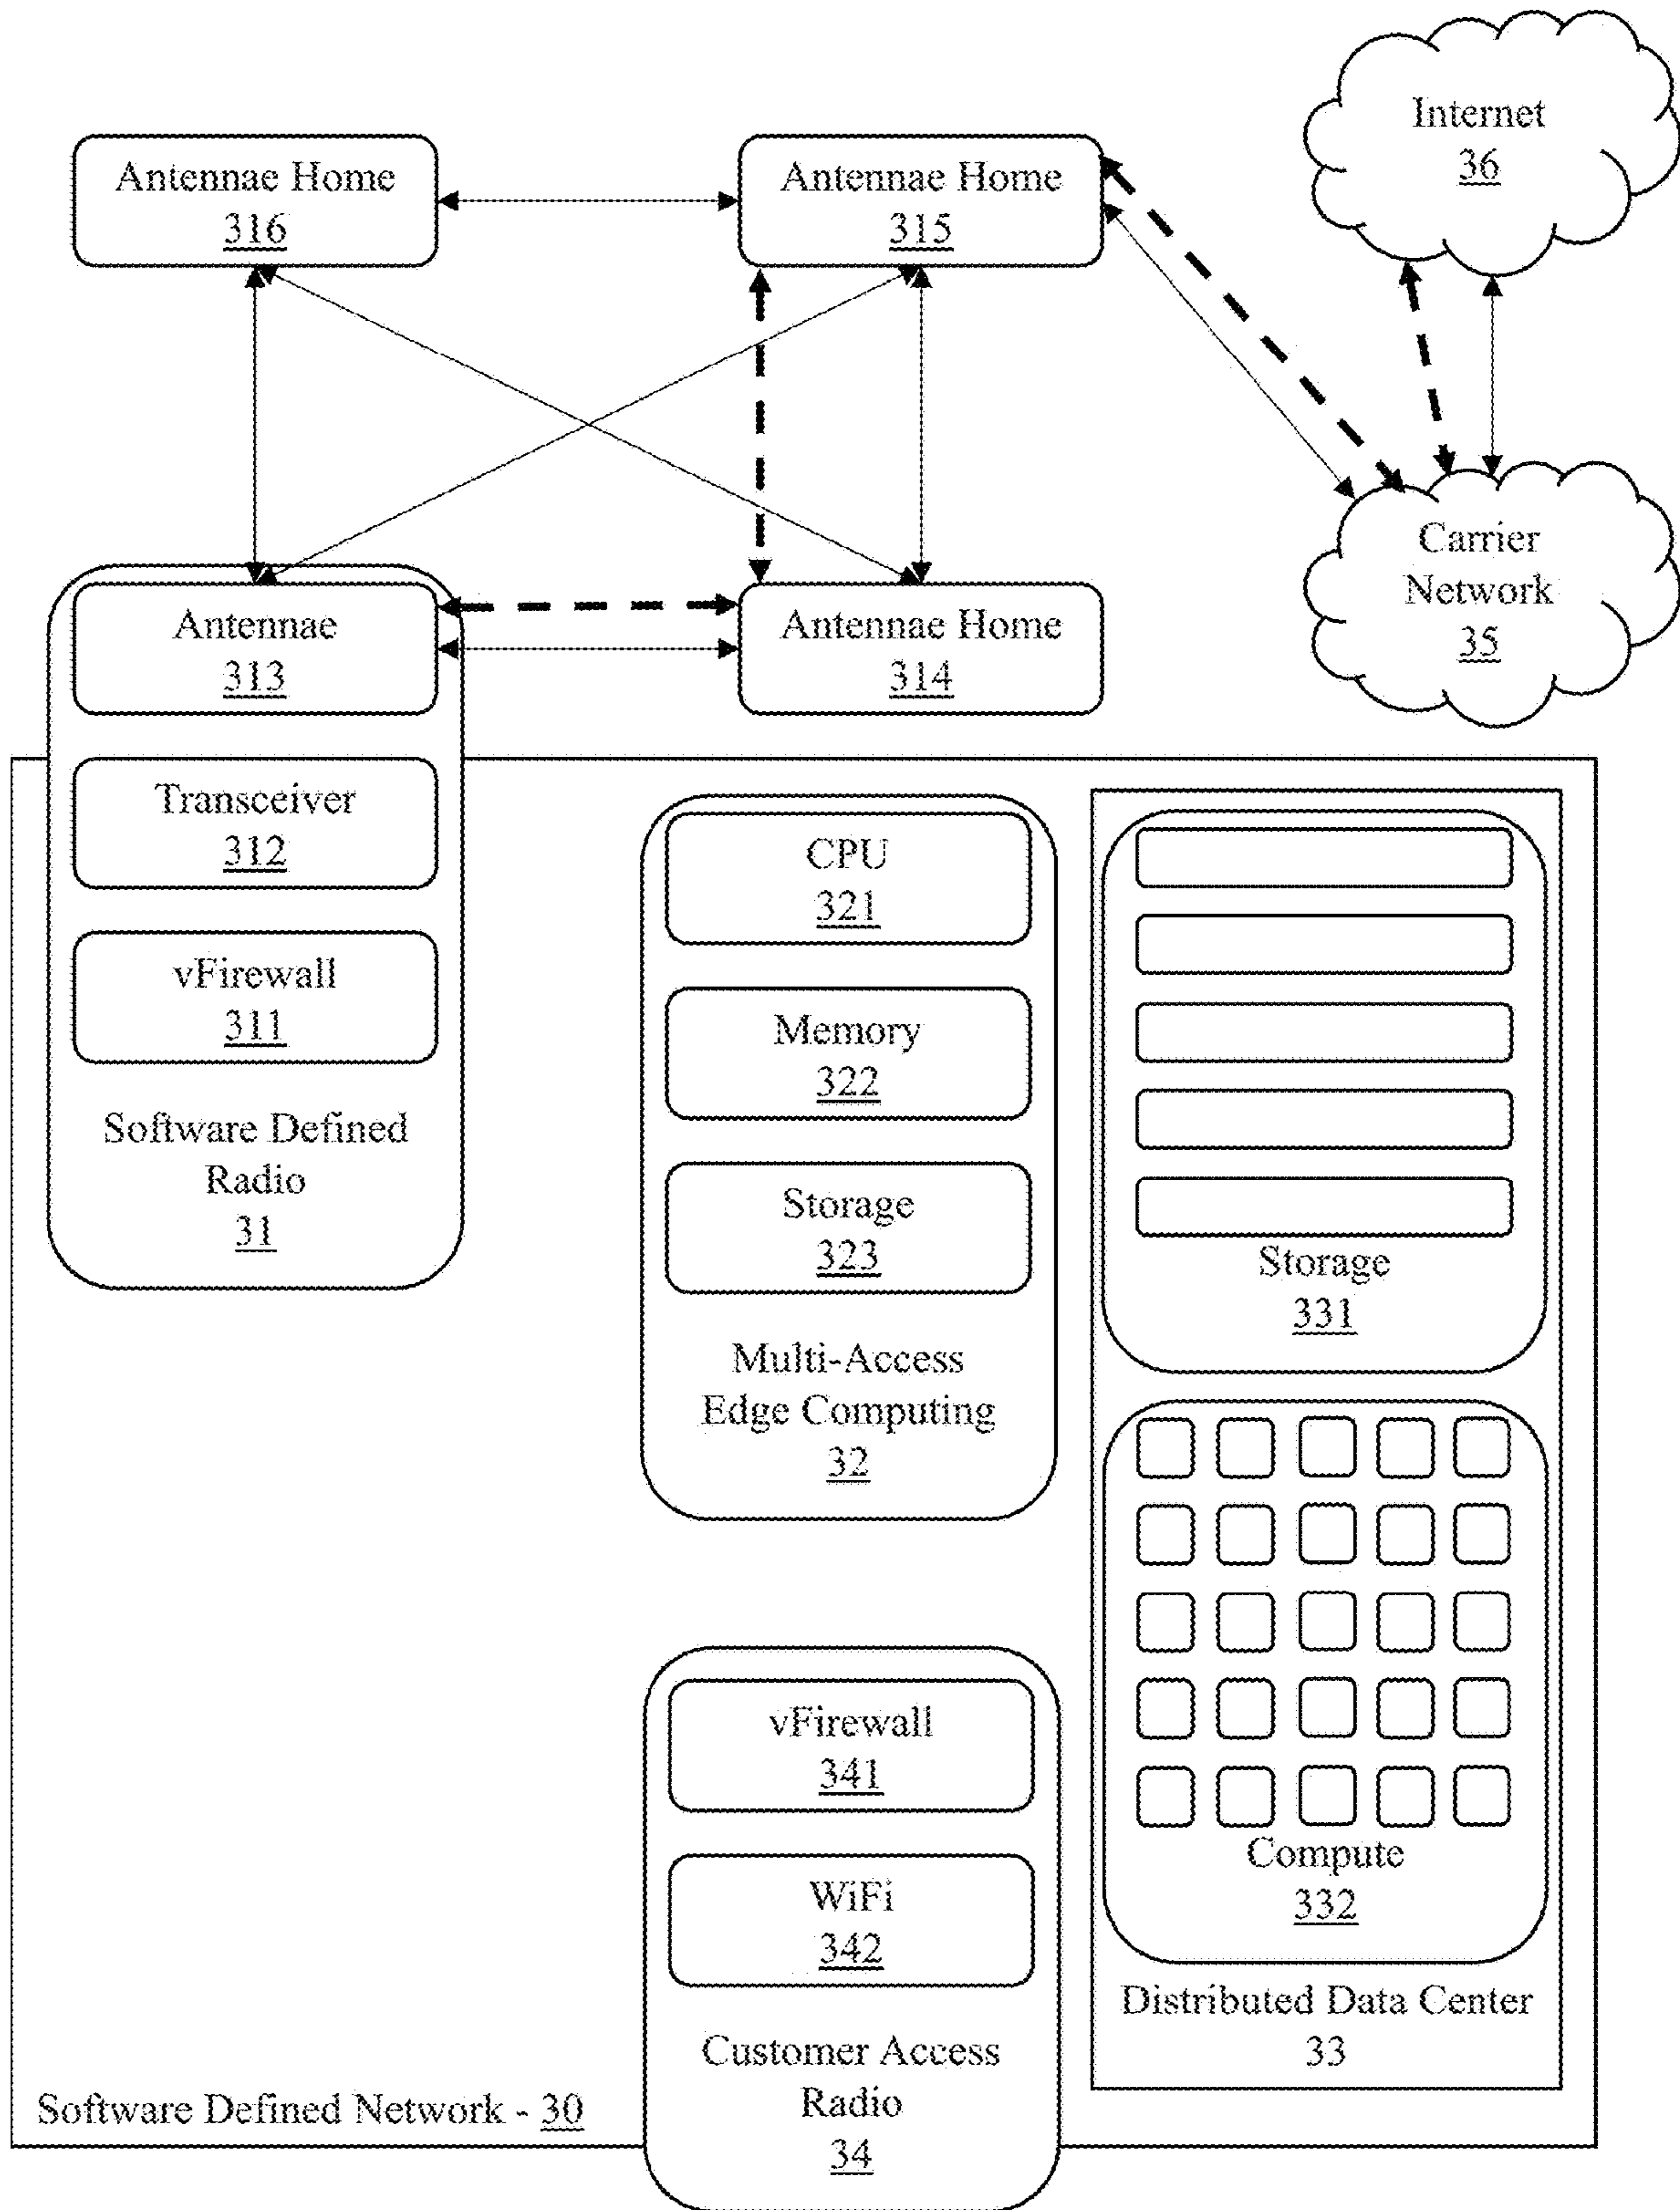 Internet
36
Antennae Home
316
Antennae Home
315
Carrier
Network
35
Antennae
313
Antennae Home
314
Transceiver
312
vFirewall
311
Software Defined
Radio
31
CPU
321
Memory
322
Storage
323
Multi-Access
Edge Computing
32
Storage
331
Compute
332
Distributed Data Center
33
vFirewall
341
WiFi
342
Customer Access
Radio
34
Software Defined Network - 30